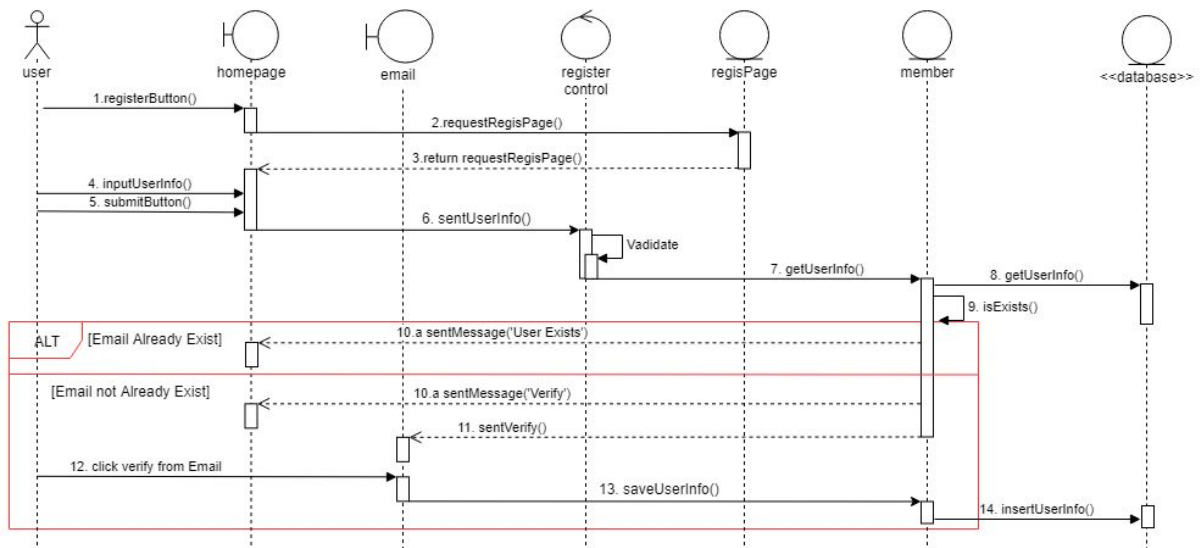 user
homepage
email
register
control
regisPage
member
<<database>>
1.registerButton()
2.requestRegisPage()
3.return requestRegisPage()
4. inputUserInfo()
5. submitButton()
6. sentUserInfo()
Vadidate
7. getUserInfo()
8. getUserInfo()
9. isExists()
ALT
[Email Already Exist]
10.a sentMessage('User Exists')
[Email not Already Exist]
10.a sentMessage('Verify')
11. sentVerify()
12. click verify from Email
13. saveUserInfo()
14. insertUserInfo()